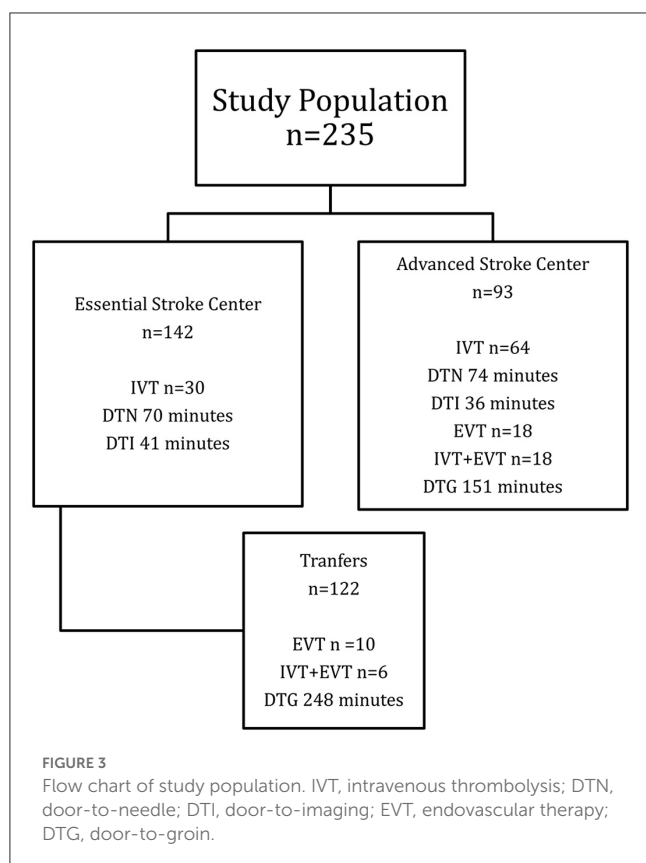 Study Population
n=235
Essential Stroke Center
n=142
IVT n=30
DTN 70 minutes
DTI 41 minutes
Advanced Stroke Center
n=93
IVT n=64
DTN 74 minutes
DTI 36 minutes
EVT n=18
IVT+EVT n=18
DTG 151 minutes
Tranfers
n=122
EVT n =10
IVT+EVT n=6
DTG 248 minutes
FIGURE 3
Flow chart of study population. IVT, intravenous thrombolysis; DTN,
door-to-needle; DTI, door-to-imaging; EVT, endovascular therapy;
DTG, door-to-groin.